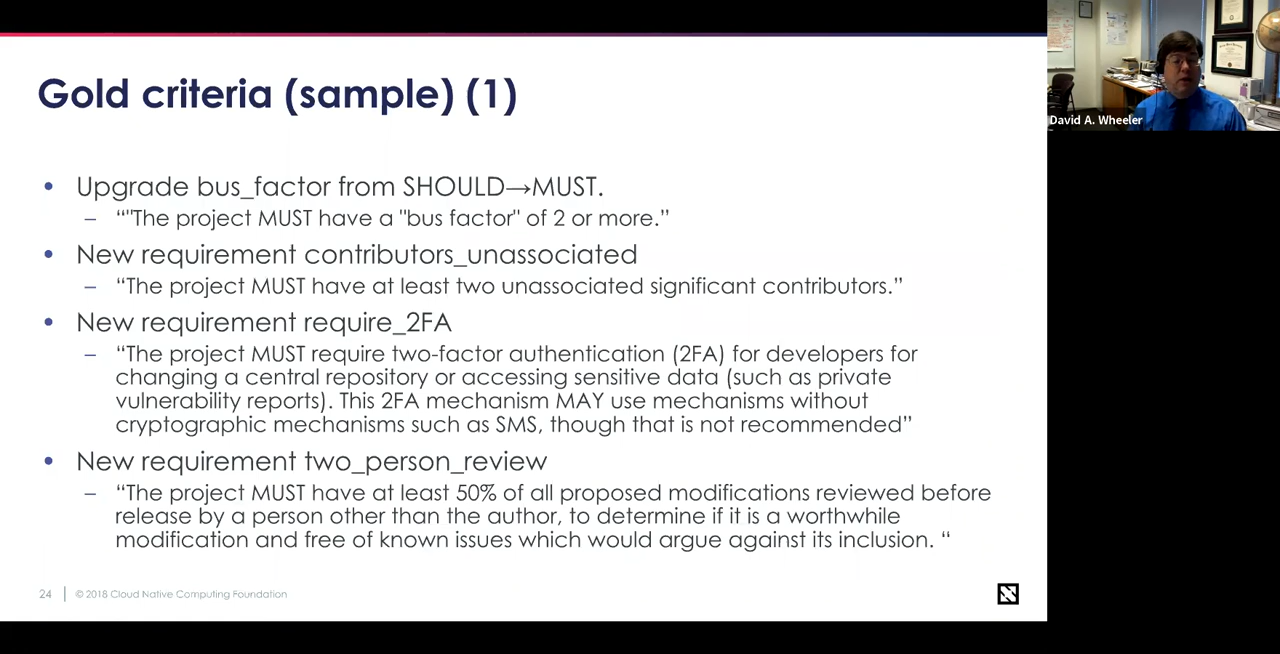 Gold criteria (sample) (1)
• Upgrade bus_factor from SHOULD→MUST.
– “"The project MUST have a "bus factor" of 2 or more.”
• New requirement contributors_unassociated
– “The project MUST have at least two unassociated significant contributors.”
• New requirement require_2FA
– “The project MUST require two-factor authentication (2FA) for developers for
changing a central repository or accessing sensitive data (such as private
vulnerability reports). This 2FA mechanism MAY use mechanisms without
cryptographic mechanisms such as SMS, though that is not recommended”
• New requirement two_person_review
– “The project MUST have at least 50% of all proposed modifications reviewed before
release by a person other than the author, to determine if it is a worthwhile
modification and free of known issues which would argue against its inclusion. “
24 | © 2018 Cloud Native Computing Foundation
David A. Wheeler